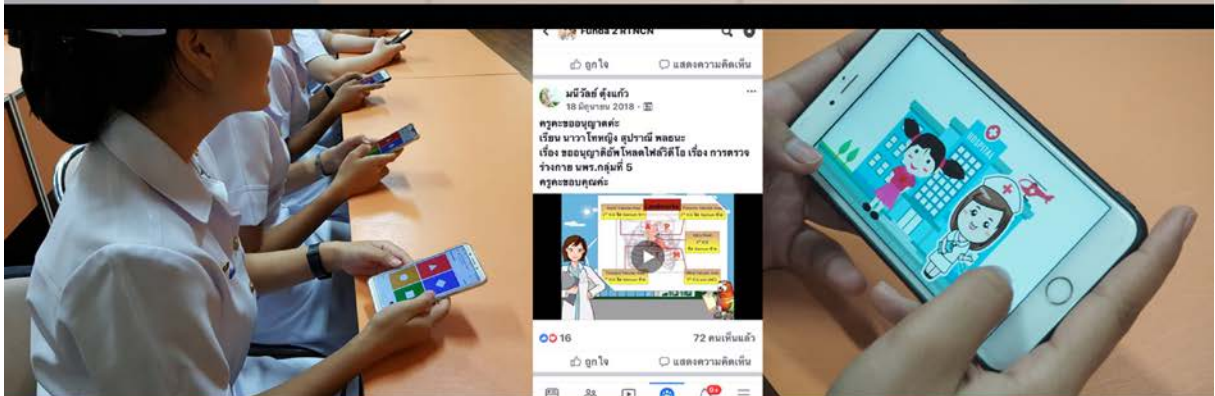 Funda 2 RTNCN
ถูกใจ
แสดงความคิดเห็น
มนีวัลย์ ตุ้งแก้ว
18 มิถุนายน 2018
ครูคะขออนุญาตค่ะ
เรียน นาวาโทหญิง สุปราณี พลธนะ
เรื่อง ขออนุญาติอัพโหลดไฟล์วิดีโอ เรื่อง การตรวจ
ร่างกาย นพร.กลุ่มที่ 5
ครูคะขอบคุณค่ะ
16
72 คนเห็นแล้ว
ถูกใจ
แสดงความคิดเห็น
9+
HOSPITAL